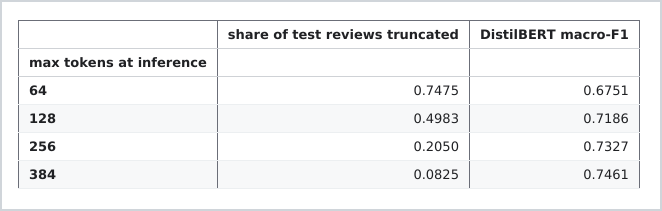 share of test reviews truncated DistilBERT macro-F1
max tokens at inference
64 0.7475 0.6751
128 0.4983 0.7186
256 0.2050 0.7327
384 0.0825 0.7461